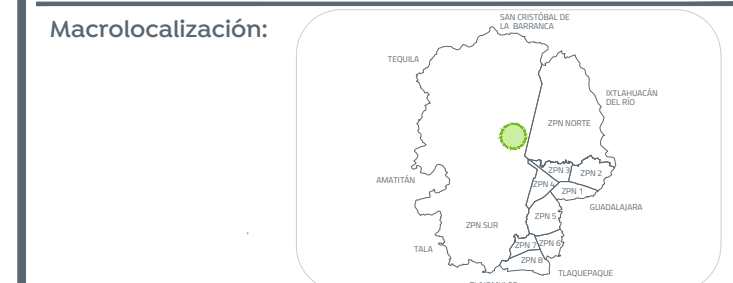 Macrolocalización:
SAN CRISTÓBAL DE
LA BARRANCA
TEQUILA
IXTLAHUACÁN
DEL RÍO
ZPN NORTE
ZPN 3
ZPN 2
AMATITÁN
ZPN 4
ZPN 1
GUADALAJARA
ZPN 5
ZPN SUR
ZPN 7
ZPN 6
TALA
ZPN 8
TLAQUEPAQUE